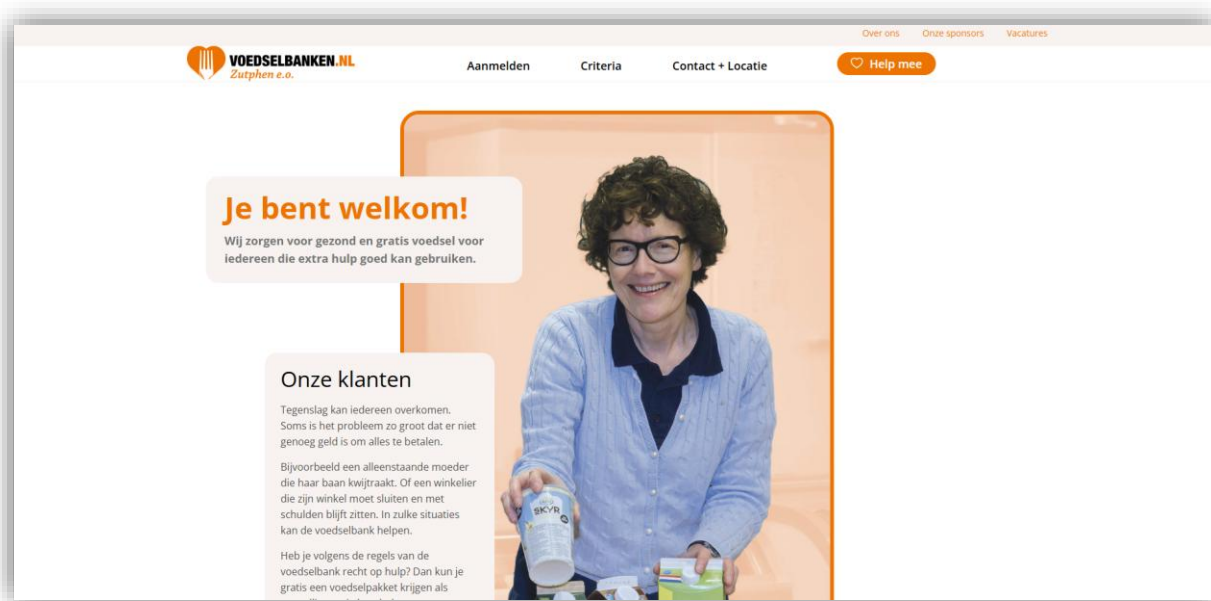 Over ons Onze sponsors Vacatures
VOEDSELBANKEN.NL
Zutphen e.o.
Aanmelden Criteria Contact + Locatie Help mee
Je bent welkom!
Wij zorgen voor gezond en gratis voedsel voor
iedereen die extra hulp goed kan gebruiken.
Onze klanten
Tegenslag kan iedereen overkomen.
Soms is het probleem zo groot dat er niet
genoeg geld is om alles te betalen.
Bijvoorbeeld een alleenstaande moeder
die haar baan kwijtraakt. Of een winkelier
die zijn winkel moet sluiten en met
schulden blijft zitten. In zulke situaties
kan de voedselbank helpen.
Heb je volgens de regels van de
voedselbank recht op hulp? Dan kun je
gratis een voedselpakket krijgen als
SKYR